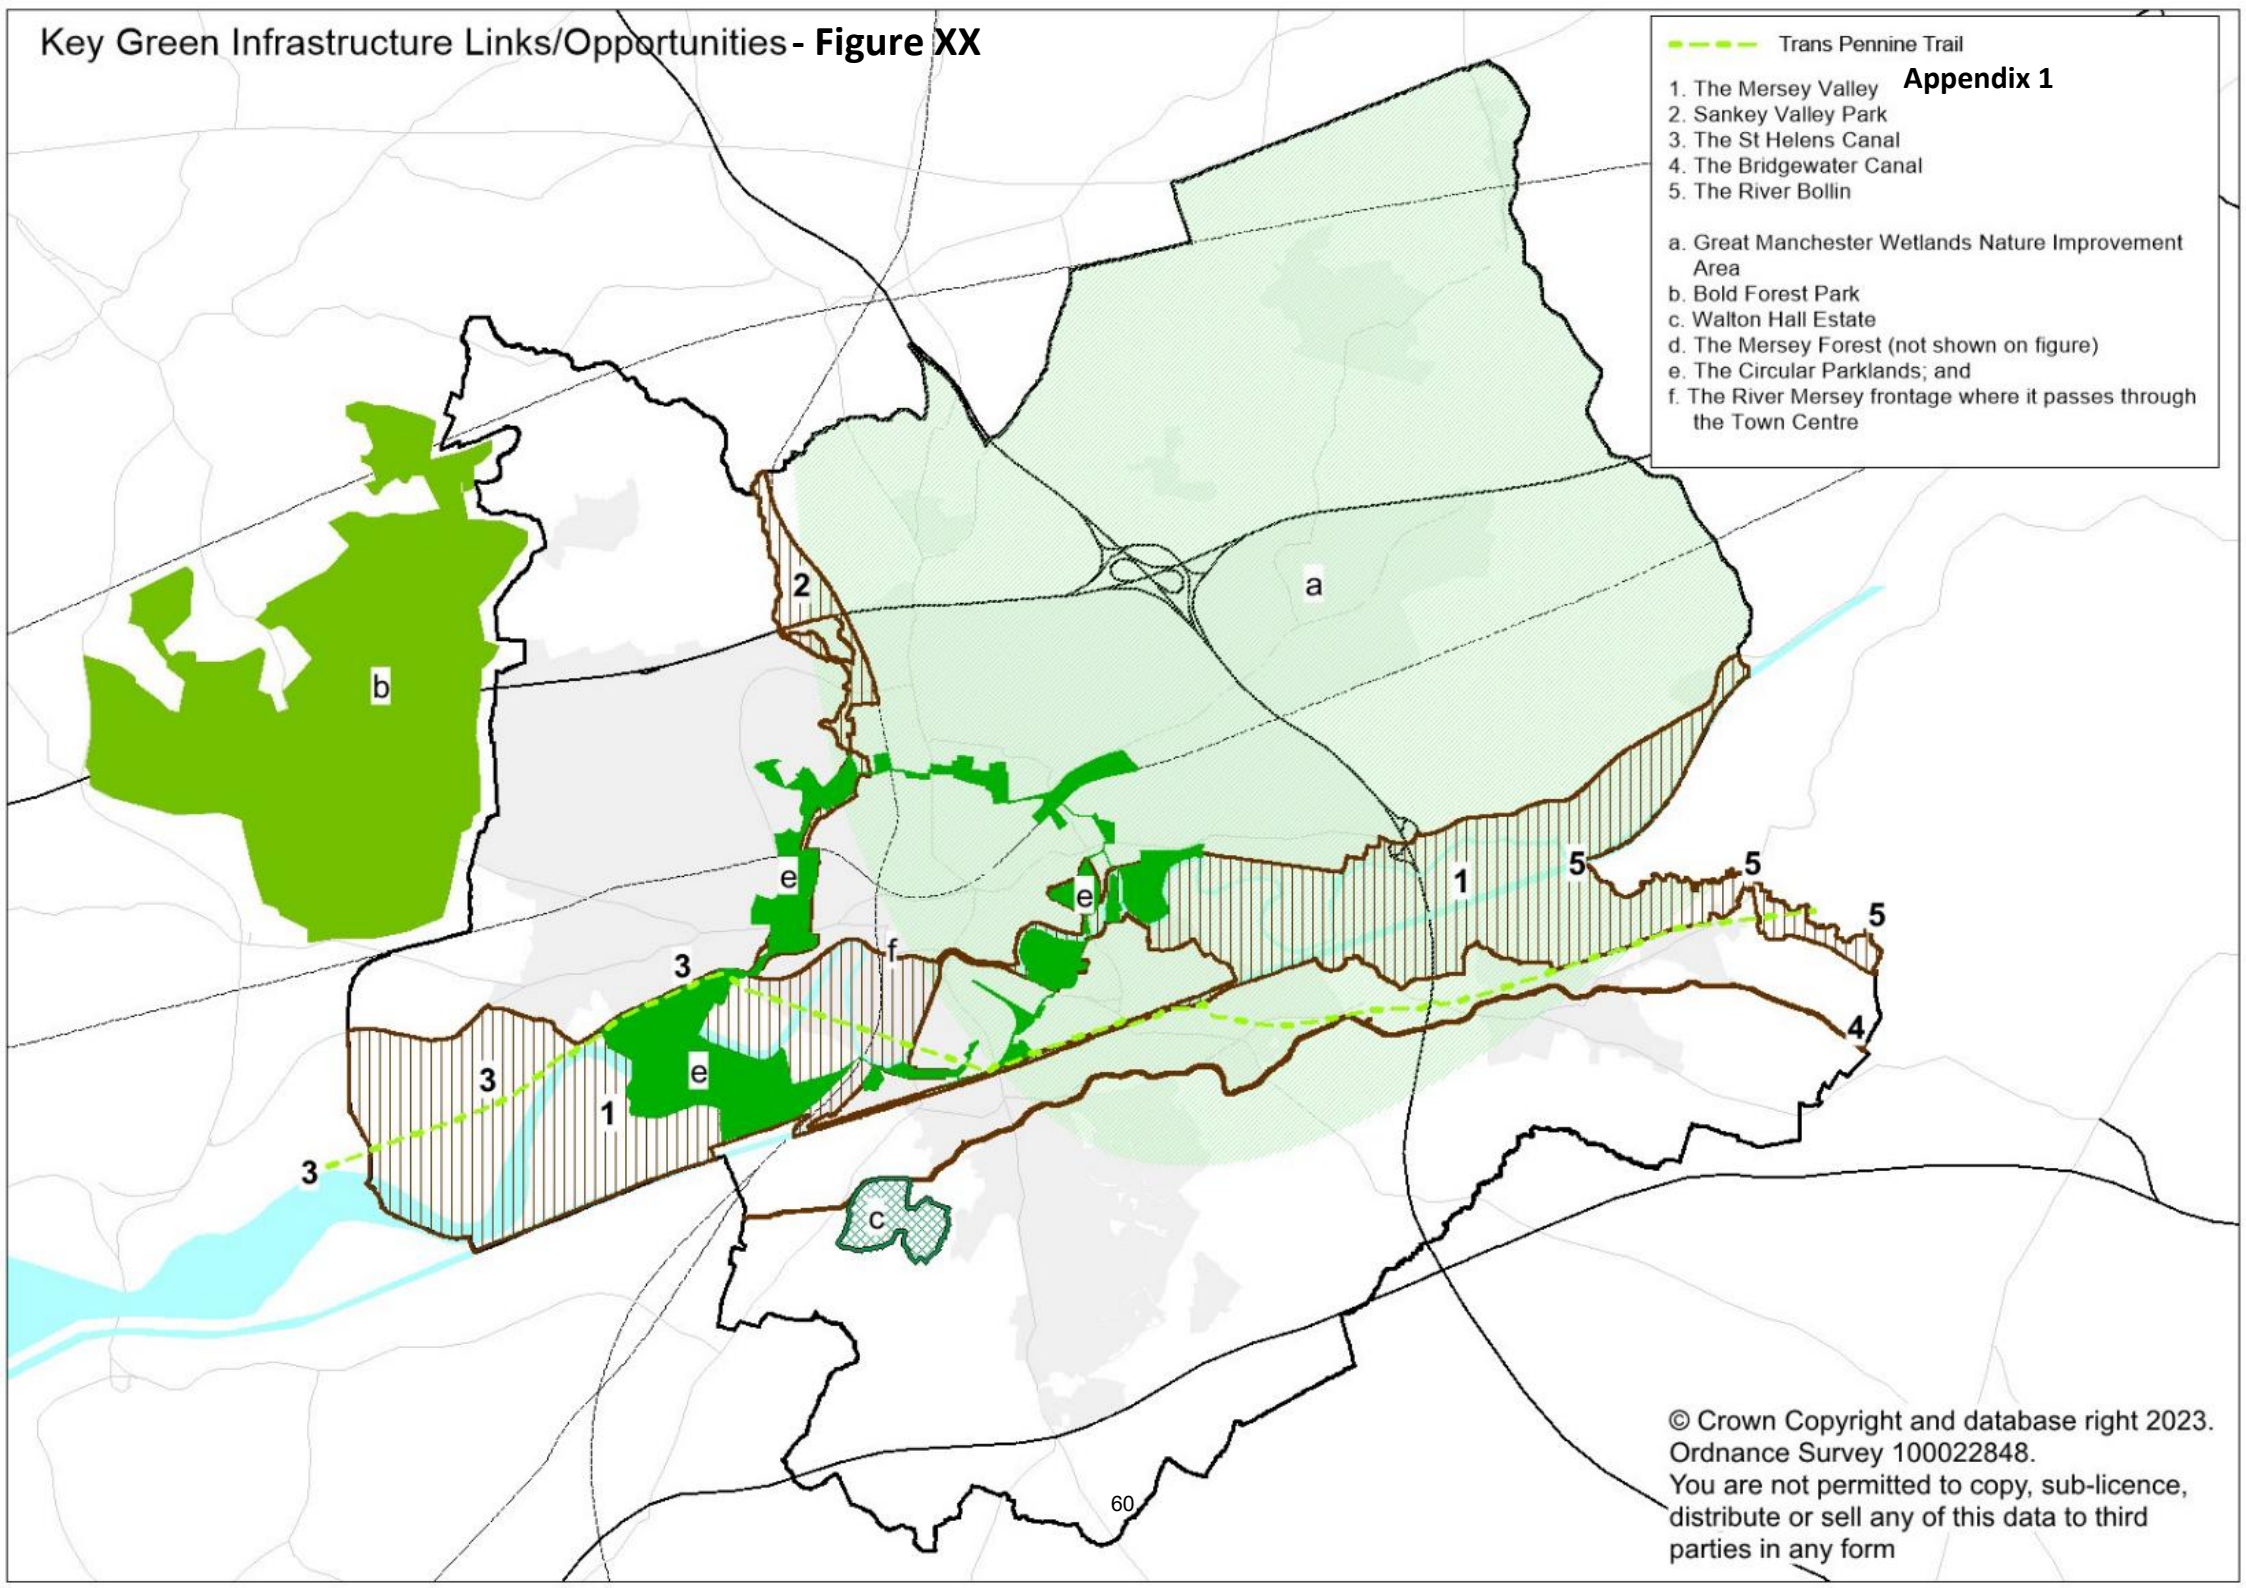 Key Green Infrastructure Links/Opportunities - Figure XX
Trans Pennine Trail
Appendix 1
1. The Mersey Valley
2. Sankey Valley Park
3. The St Helens Canal
4. The Bridgewater Canal
5. The River Bollin
a. Great Manchester Wetlands Nature Improvement
Area
b. Bold Forest Park
c. Walton Hall Estate
d. The Mersey Forest (not shown on figure)
e. The Circular Parklands; and
f. The River Mersey frontage where it passes through
the Town Centre
2
a
b
e
e
1
5
5
5
f
3
4
3
e
1
3
c
60
© Crown Copyright and database right 2023.
Ordnance Survey 100022848.
You are not permitted to copy, sub-licence,
distribute or sell any of this data to third
parties in any form